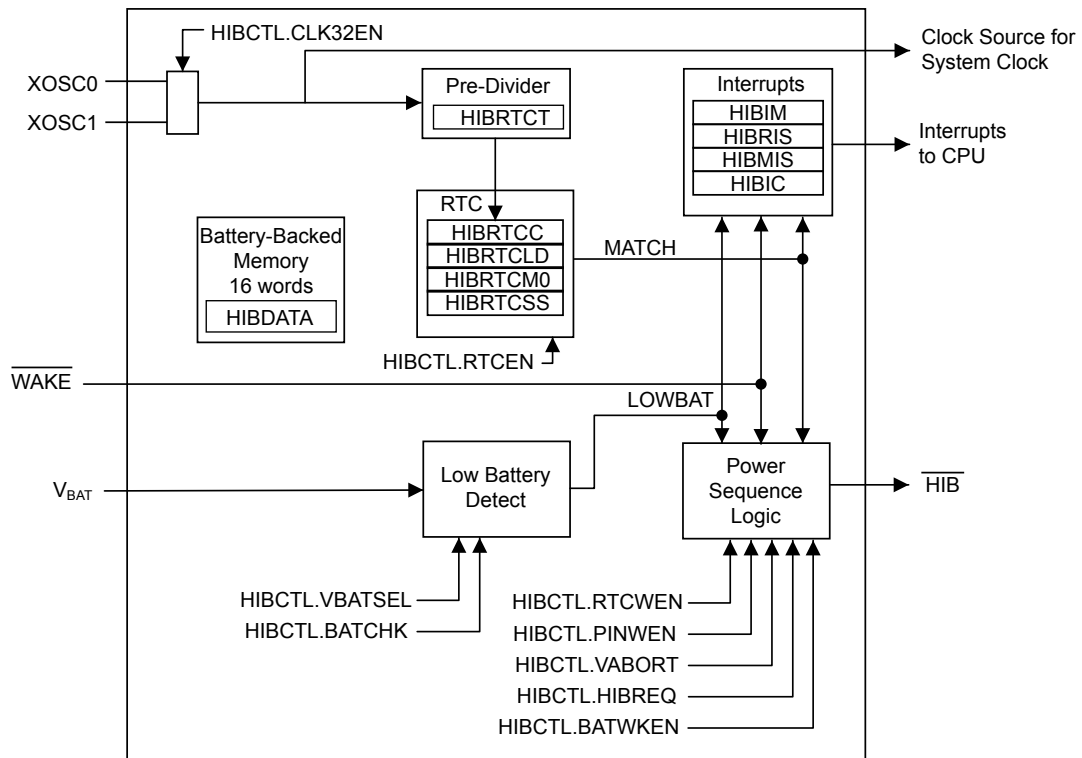 HIBCTL.CLK32EN
Clock Source for
System Clock
XOSC0
XOSC1
Pre-Divider
HIBRTCT
Interrupts
HIBIM
HIBRIS
HIBMIS
HIBIC
Interrupts
to CPU
RTC
HIBRTCC
HIBRTCLD
HIBRTCM0
HIBRTCSS
MATCH
Battery-Backed
Memory
16 words
HIBDATA
HIBCTL.RTCEN
WAKE
LOWBAT
VBAT
Low Battery
Detect
Power
Sequence
Logic
HIB
HIBCTL.VBATSEL
HIBCTL.BATCHK
HIBCTL.RTCWEN
HIBCTL.PINWEN
HIBCTL.VABORT
HIBCTL.HIBREQ
HIBCTL.BATWKEN